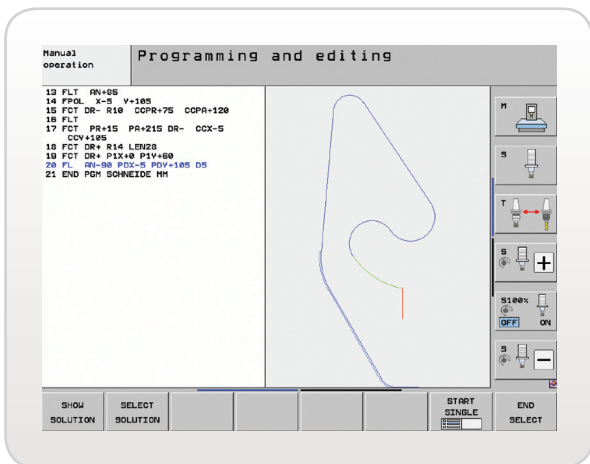 Manual operation
Programming and editing
13 FLT AN+85
14 FPOL X-5 Y+105
15 FCT DR- R10 CCPR+75 CCPA+120
16 FLT
17 FCT PR+15 PA+215 DR- CCX-5
CCY+105
18 FCT DR+ R14 LEN28
19 FCT DR+ P1X+0 P1Y+60
20 FL AN-90 PDX-5 PDY+105 D5
21 END PGM SCHNEIDE MM
M
S
T
S
+
S100%
OFF ON
S
-
SHOW SOLUTION
SELECT SOLUTION
START SINGLE
END SELECT